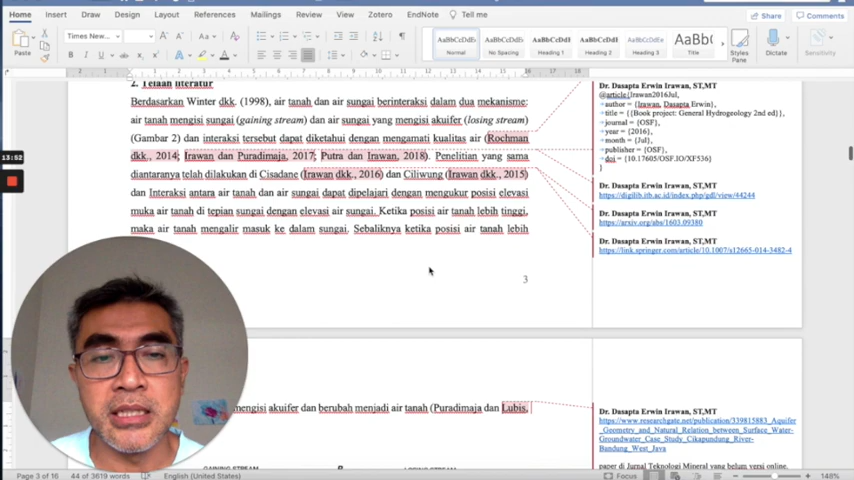 Home Insert Draw Design Layout References Mailings Review View Zotero EndNote Tell me
Share Comments
Paste
Times New...
B I U
AaBbCcDdEe AaBbCcDdEe AaBbCcDc AaBbCcDdEe AaBbCcDdEe AaBb(
Normal No Spacing Heading 1 Heading 2 Heading 3 Title
Styles Pane
Dictate
Sensitivity
13:52
2. Telaah literatur
Berdasarkan Winter dkk. (1998), air tanah dan air sungai berinteraksi dalam dua mekanisme:
air tanah mengisi sungai (gaining stream) dan air sungai yang mengisi akuifer (losing stream)
(Gambar 2) dan interaksi tersebut dapat diketahui dengan mengamati kualitas air (Rochman
dkk., 2014; Irawan dan Puradimaja, 2017; Putra dan Irawan, 2018). Penelitian yang sama
diantaranya telah dilakukan di Cisadane (Irawan dkk., 2016) dan Ciliwung (Irawan dkk., 2015)
dan Interaksi antara air tanah dan air sungai dapat dipelajari dengan mengukur posisi elevasi
muka air tanah di tepian sungai dengan elevasi air sungai. Ketika posisi air tanah lebih tinggi,
maka air tanah mengalir masuk ke dalam sungai. Sebaliknya ketika posisi air tanah lebih
3
mengisi akuifer dan berubah menjadi air tanah (Puradimaja dan Lubis,
GAINING STREAM
LOSING STREAM
Dr. Dasapta Erwin Irawan, ST,MT
@article{Irawan2016Jul,
author = {Irawan, Dasapta Erwin},
title = {{Book project: General Hydrogeology 2nd ed}},
journal = {OSF},
year = {2016},
month = {Jul},
publisher = {OSF},
doi = {10.17605/OSF.IO/XF536}
}
Dr. Dasapta Erwin Irawan, ST,MT
https://digilib.itb.ac.id/index.php/gdl/view/44244
Dr. Dasapta Erwin Irawan, ST,MT
https://arxiv.org/abs/1603.09380
Dr. Dasapta Erwin Irawan, ST,MT
https://link.springer.com/article/10.1007/s12665-014-3482-4
Dr. Dasapta Erwin Irawan, ST,MT
https://www.researchgate.net/publication/339815883_Aquifer
_Geometry_and_Natural_Relation_between_Surface_Water-
Groundwater_Case_Study_Cikapundung_River-
Bandung_West_Java
paper di Jurnal Teknologi Mineral yang belum versi online.
Page 3 of 16 44 of 3619 words English (United States) Focus 148%